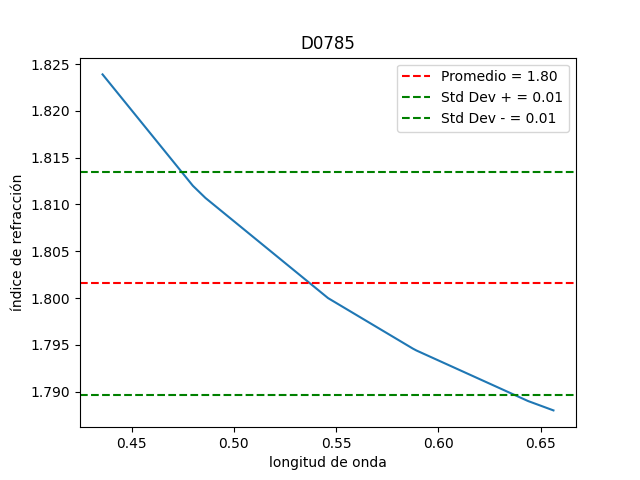 D0785
Promedio = 1.80
Std Dev + = 0.01
Std Dev - = 0.01
1.825
1.820
1.815
1.810
1.805
1.800
1.795
1.790
índice de refracción
0.45 0.50 0.55 0.60 0.65
longitud de onda